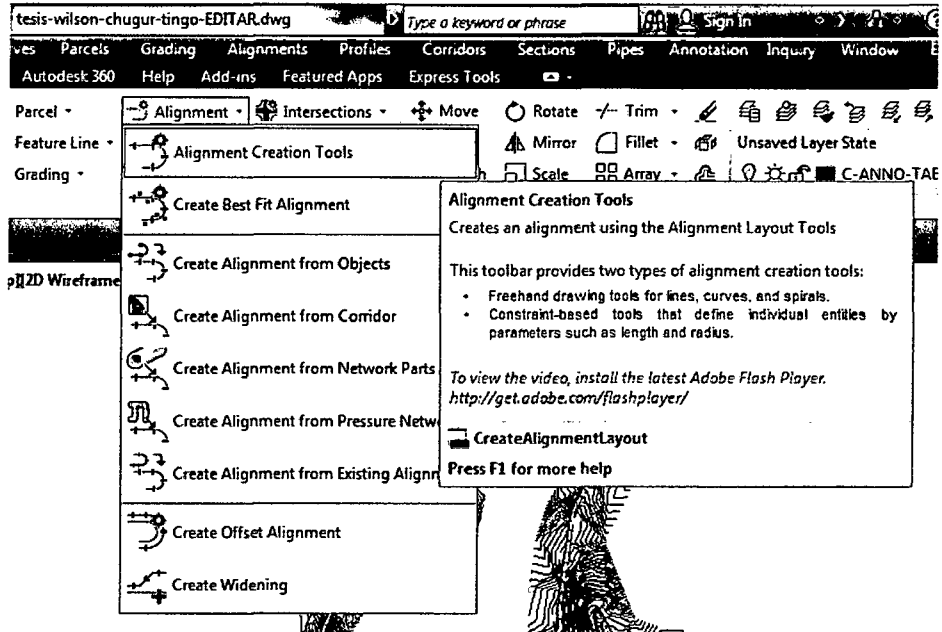 tesis-wilson-chugur-tingo-EDITAR.dwg
Type a keyword or phrase
Sign In
ves Parcels Grading Alignments Profiles Corridors Sections Pipes Annotation Inquiry Window
Autodesk 360 Help Add-ins Featured Apps Express Tools
Parcel Alignment Intersections Move Rotate Trim
Feature Line Mirror Fillet Unsaved Layer State
Grading Scale Array C-ANNO-TAB
Alignment Creation Tools
Create Best Fit Alignment
Create Alignment from Objects
Create Alignment from Corridor
Create Alignment from Network Parts
Create Alignment from Pressure Netw
Create Alignment from Existing Alignm
Create Offset Alignment
Create Widening
2D Wireframe
Alignment Creation Tools
Creates an alignment using the Alignment Layout Tools
This toolbar provides two types of alignment creation tools:
• Freehand drawing tools for lines, curves, and spirals.
• Constraint-based tools that define individual entities by
parameters such as length and radius.
To view the video, install the latest Adobe Flash Player.
http://get.adobe.com/flashplayer/
CreateAlignmentLayout
Press F1 for more help